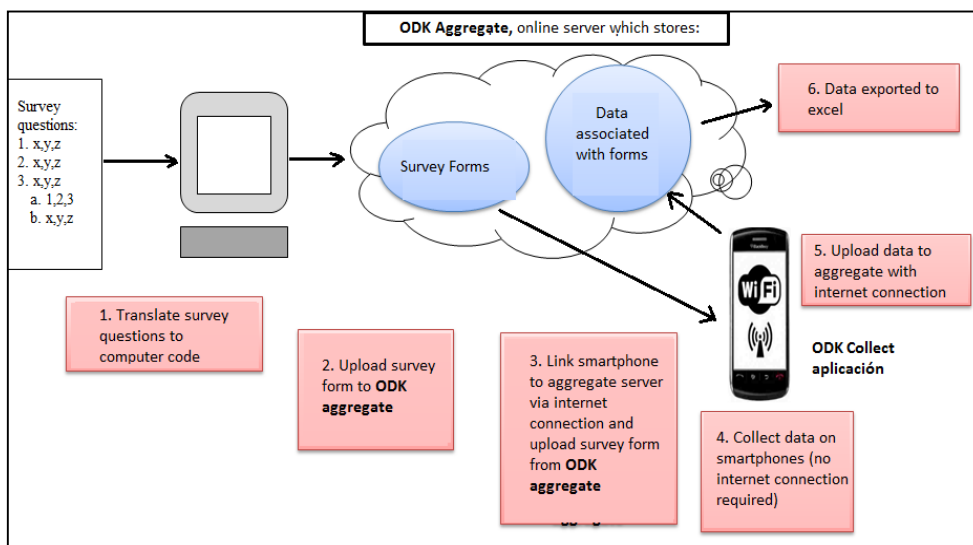 ODK Aggregate, online server which stores:
Survey
questions:
1. x,y,z
2. x,y,z
3. x,y,z
a. 1,2,3
b. x,y,z
Survey Forms
Data
associated
with forms
6. Data exported to
excel
5. Upload data to
aggregate with
internet connection
Wi Fi
ODK Collect
aplicación
1. Translate survey
questions to
computer code
2. Upload survey
form to ODK
aggregate
3. Link smartphone
to aggregate server
via internet
connection and
upload survey form
from ODK
aggregate
4. Collect data on
smartphones (no
internet connection
required)